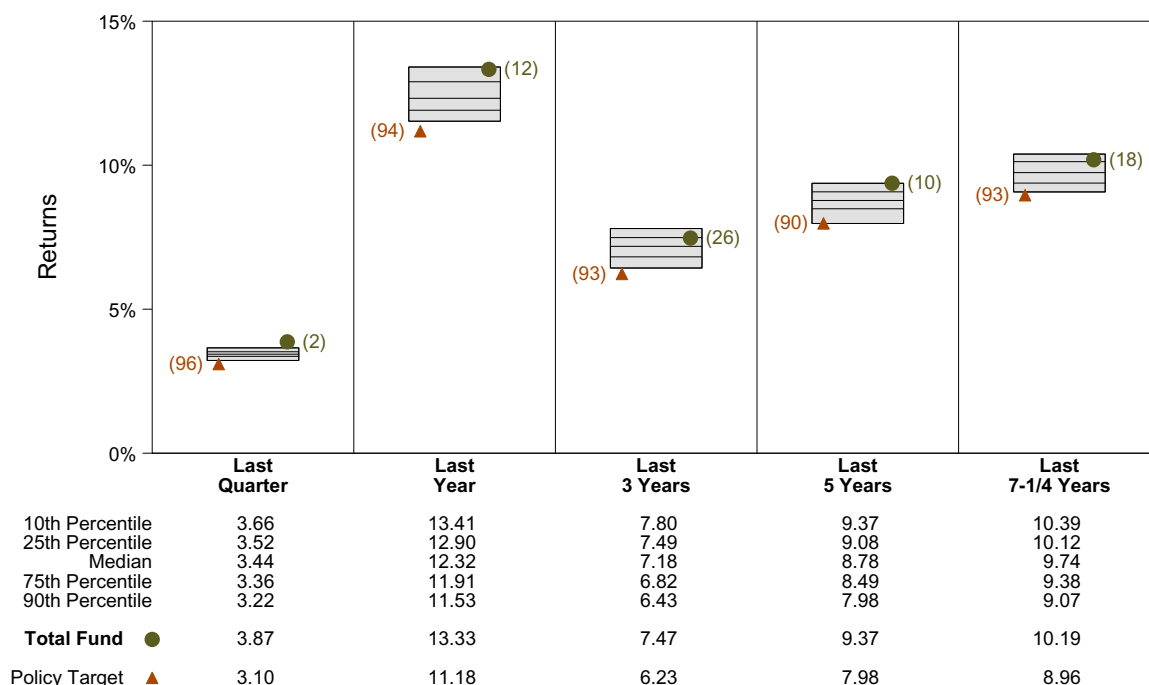 15%
(12)
(94)
10%
(18)
(10)
(93)
(90)
Returns
(26)
(93)
5%
(2)
(96)
0%
Last Last Last Last Last
Quarter Year 3 Years 5 Years 7-1/4 Years
10th Percentile 3.66 13.41 7.80 9.37 10.39
25th Percentile 3.52 12.90 7.49 9.08 10.12
Median 3.44 12.32 7.18 8.78 9.74
75th Percentile 3.36 11.91 6.82 8.49 9.38
90th Percentile 3.22 11.53 6.43 7.98 9.07
Total Fund 3.87 13.33 7.47 9.37 10.19
Policy Target 3.10 11.18 6.23 7.98 8.96